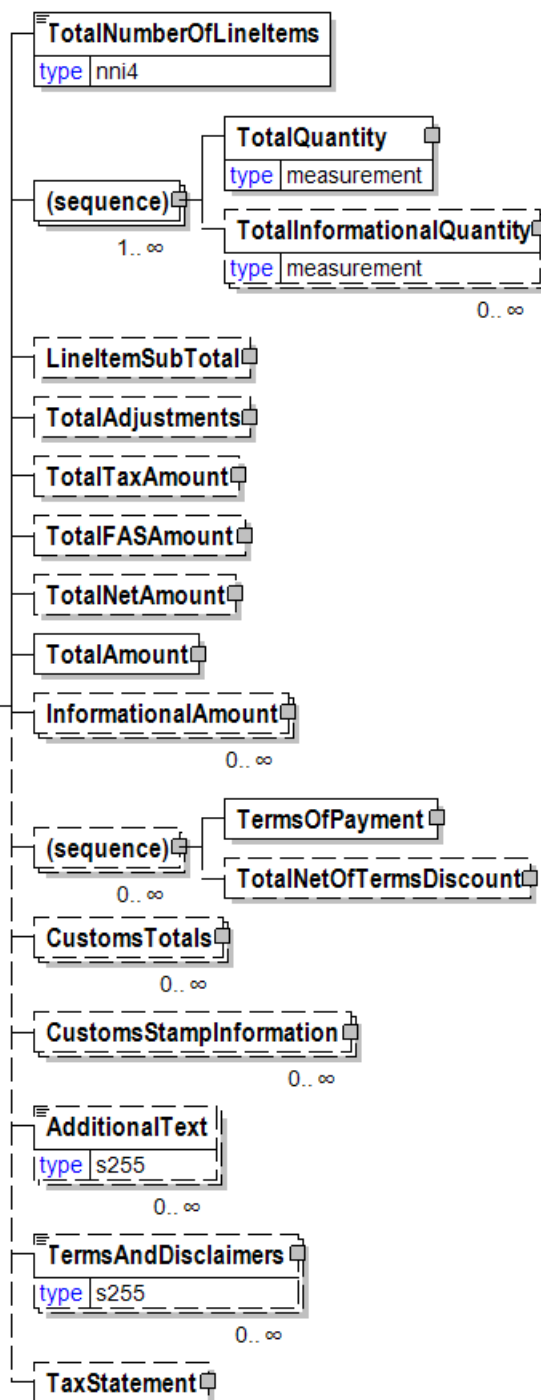 TotalNumberOfLineItems
type nni4
TotalQuantity
type measurement
(sequence)
1.. ∞
TotalInformationalQuantity
type measurement
0.. ∞
LineItemSubTotal
TotalAdjustments
TotalTaxAmount
TotalFASAmount
TotalNetAmount
TotalAmount
InformationalAmount
0.. ∞
TermsOfPayment
(sequence)
0.. ∞
TotalNetOfTermsDiscount
CustomsTotals
0.. ∞
CustomsStampInformation
0.. ∞
AdditionalText
type s255
0.. ∞
TermsAndDisclaimers
type s255
0.. ∞
TaxStatement